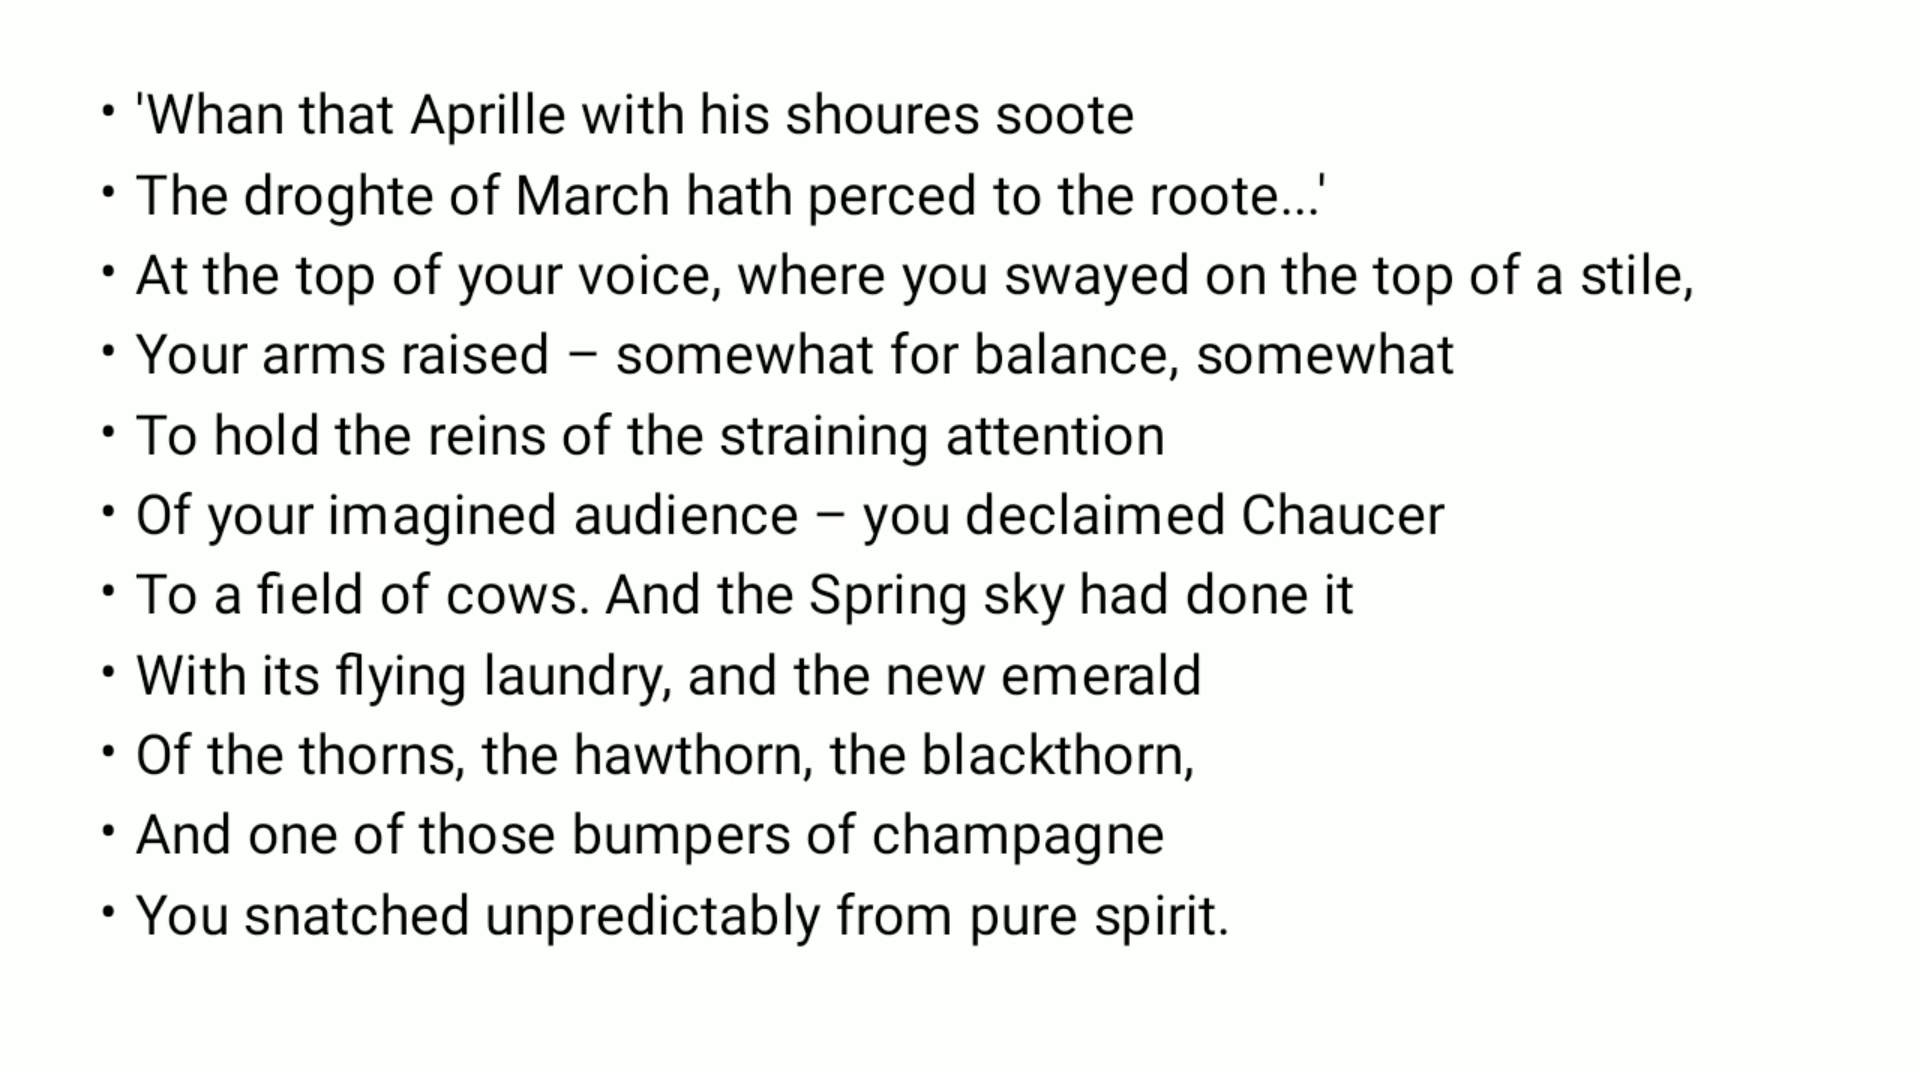 • 'Whan that Aprille with his shoures soote
• The droghte of March hath perced to the roote...'
• At the top of your voice, where you swayed on the top of a stile,
• Your arms raised – somewhat for balance, somewhat
• To hold the reins of the straining attention
• Of your imagined audience – you declaimed Chaucer
• To a field of cows. And the Spring sky had done it
• With its flying laundry, and the new emerald
• Of the thorns, the hawthorn, the blackthorn,
• And one of those bumpers of champagne
• You snatched unpredictably from pure spirit.